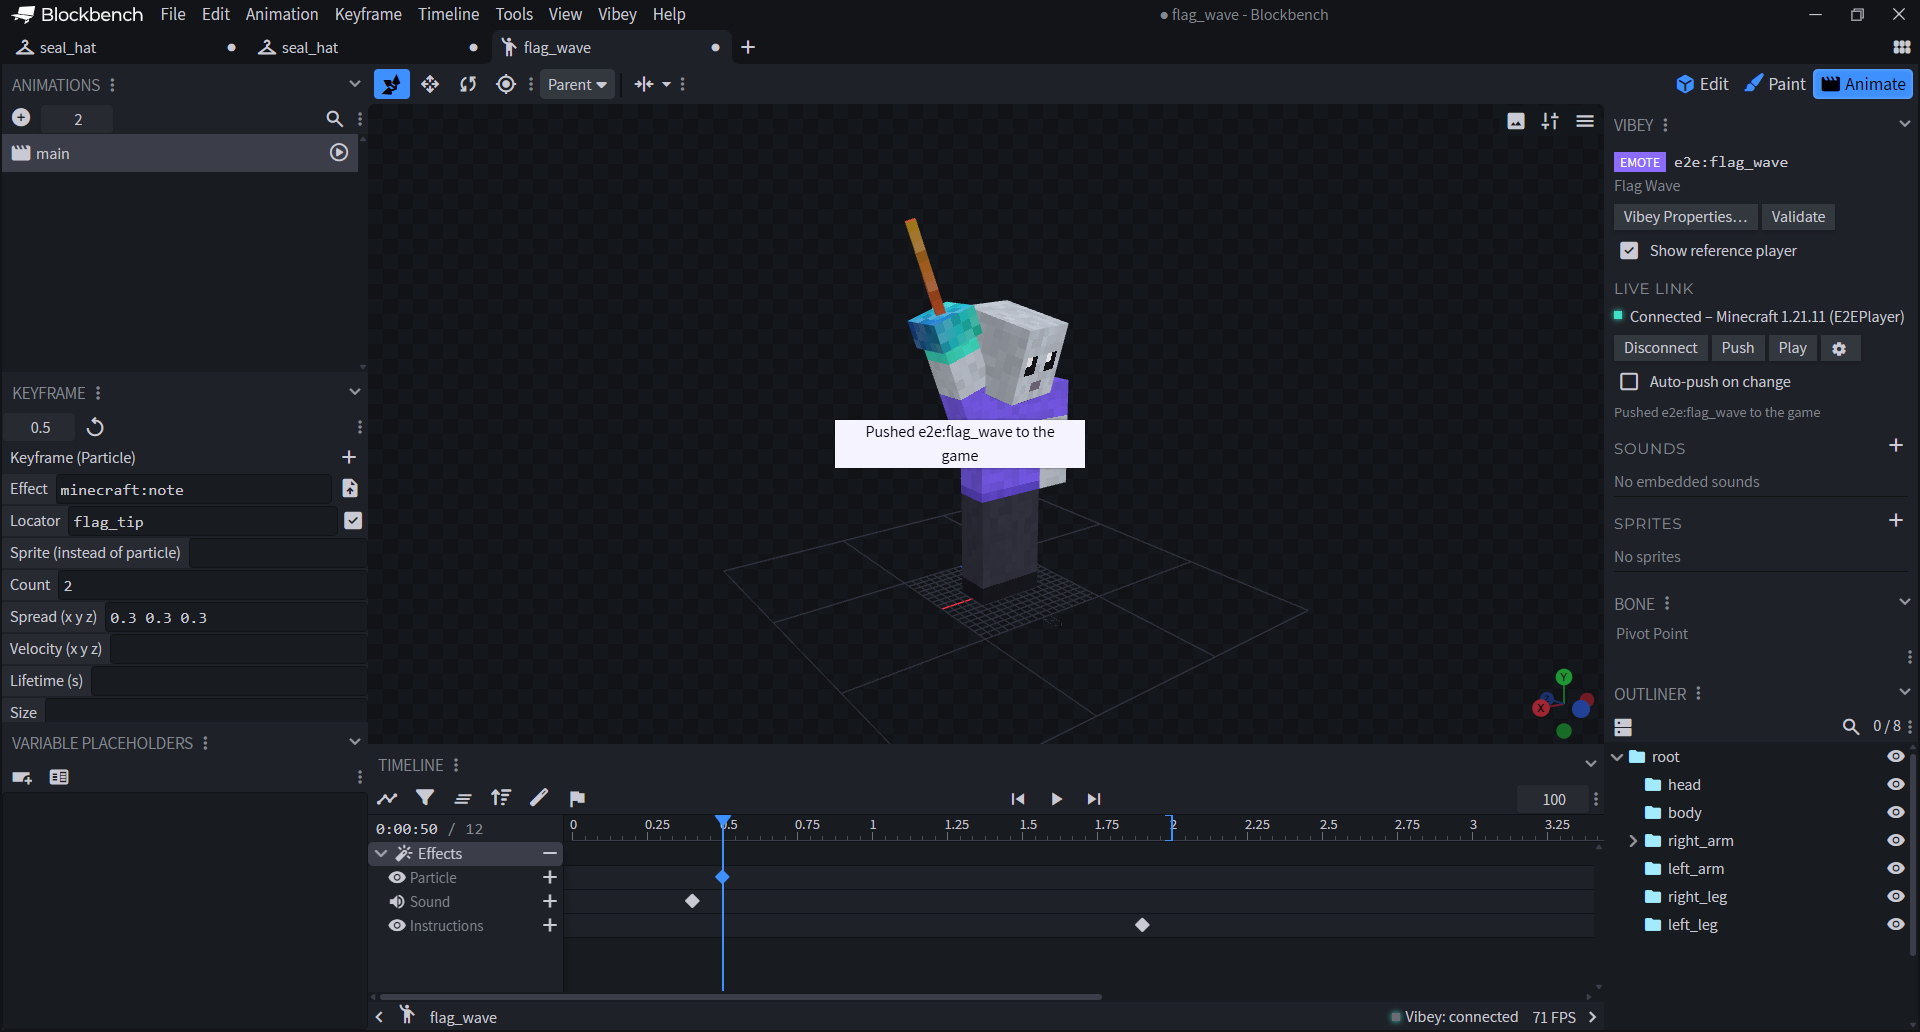 Blockbench File Edit Animation Keyframe Timeline Tools View Vibey Help
flag_wave - Blockbench
seal_hat
seal_hat
flag_wave
ANIMATIONS
2
main
Parent
Edit Paint Animate
KEYFRAME
0.5
Keyframe (Particle)
Effect minecraft:note
Locator flag_tip
Sprite (instead of particle)
Count 2
Spread (x y z) 0.3 0.3 0.3
Velocity (x y z)
Lifetime (s)
Size
VARIABLE PLACEHOLDERS
Pushed e2e:flag_wave to the
game
Y
X
TIMELINE
100
0:00:50 / 12
0 0.25 0.5 0.75 1 1.25 1.5 1.75 2 2.25 2.5 2.75 3 3.25
Effects
Particle
Sound
Instructions
flag_wave
Vibey: connected 71 FPS
VIBEY
EMOTE e2e:flag_wave
Flag Wave
Vibey Properties... Validate
Show reference player
LIVE LINK
Connected – Minecraft 1.21.11 (E2EPlayer)
Disconnect Push Play
Auto-push on change
Pushed e2e:flag_wave to the game
SOUNDS
No embedded sounds
SPRITES
No sprites
BONE
Pivot Point
OUTLINER
0 / 8
root
head
body
right_arm
left_arm
right_leg
left_leg